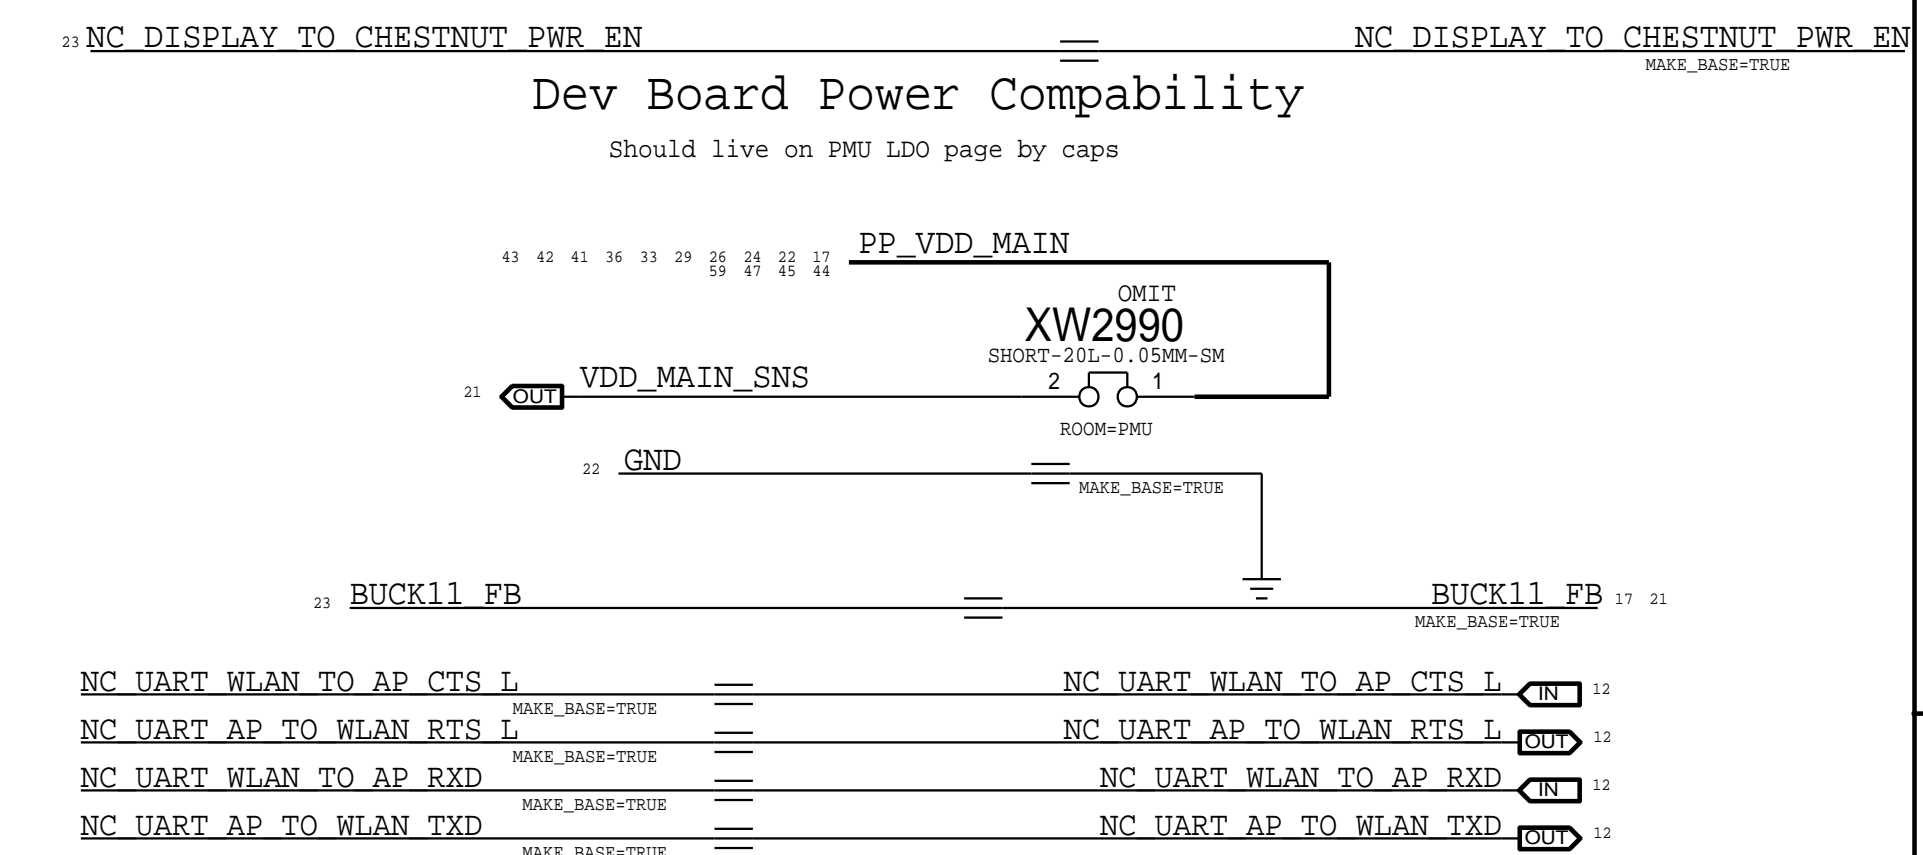 23 NC_DISPLAY_TO_CHESTNUT_PWR_EN NC_DISPLAY_TO_CHESTNUT_PWR_EN
MAKE_BASE=TRUE
Dev Board Power Compability
Should live on PMU LDO page by caps
43 42 41 36 33 29 26 24 22 17 PP_VDD_MAIN
59 47 45 44
OMIT
XW2990
SHORT-20L-0.05MM-SM
21 OUT VDD_MAIN_SNS 2 1
ROOM=PMU
22 GND
MAKE_BASE=TRUE
23 BUCK11_FB BUCK11_FB 17 21
MAKE_BASE=TRUE
NC_UART_WLAN_TO_AP_CTS_L NC_UART_WLAN_TO_AP_CTS_L IN 12
MAKE_BASE=TRUE
NC_UART_AP_TO_WLAN_RTS_L NC_UART_AP_TO_WLAN_RTS_L OUT 12
MAKE_BASE=TRUE
NC_UART_WLAN_TO_AP_RXD NC_UART_WLAN_TO_AP_RXD IN 12
MAKE_BASE=TRUE
NC_UART_AP_TO_WLAN_TXD NC_UART_AP_TO_WLAN_TXD OUT 12
MAKE_BASE=TRUE